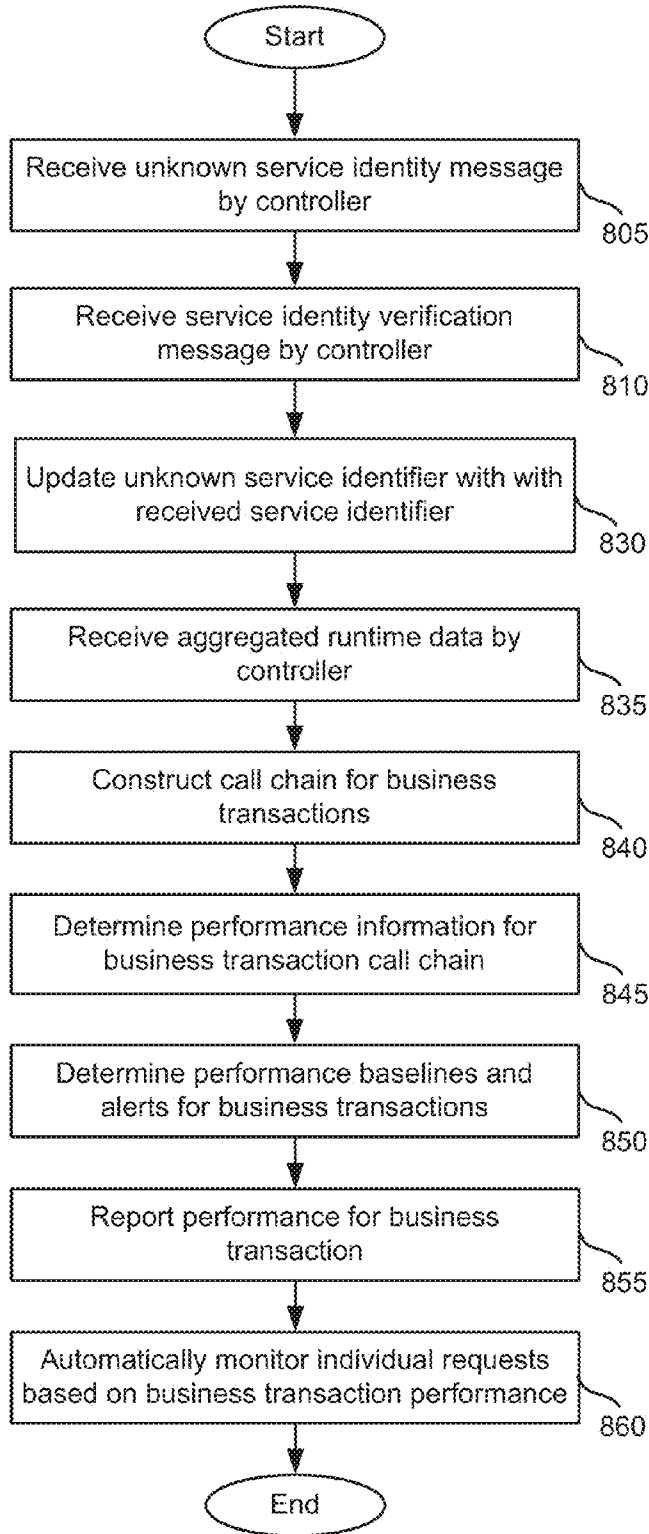 Start
Receive unknown service identity message
by controller
805
Receive service identity verification
message by controller
810
Update unknown service identifier with with
received service identifier
830
Receive aggregated runtime data by
controller
835
Construct call chain for business
transactions
840
Determine performance information for
business transaction call chain
845
Determine performance baselines and
alerts for business transactions
850
Report performance for business
transaction
855
Automatically monitor individual requests
based on business transaction performance
860
End